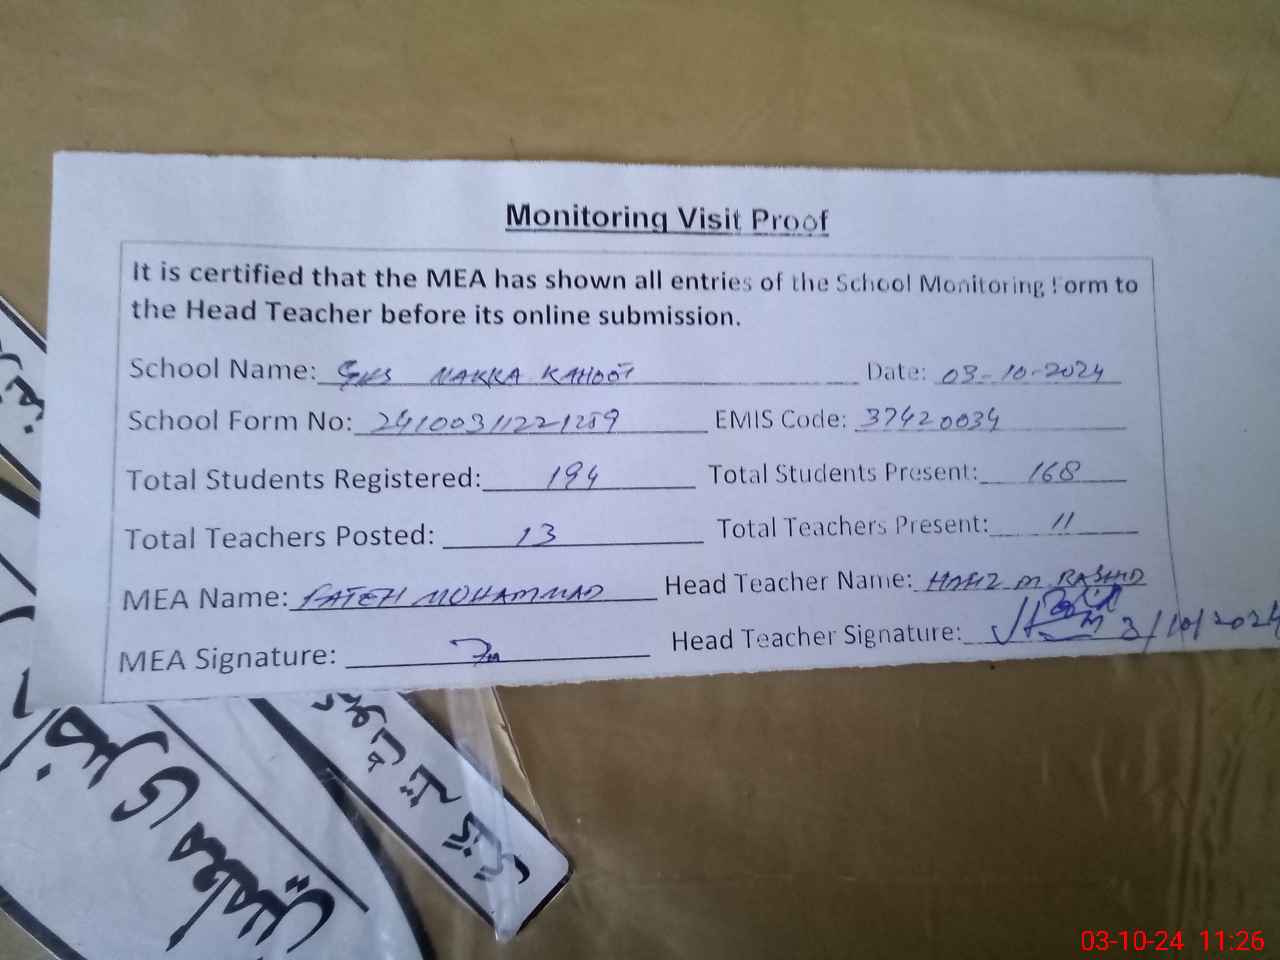 Monitoring Visit Proof
It is certified that the MEA has shown all entries of the School Monitoring Form to
the Head Teacher before its online submission.
School Name: GHS NAKKA KAHOOT Date: 03-10-2024
School Form No: 2410031122-1289 EMIS Code: 37420034
Total Students Registered: 194 Total Students Present: 168
Total Teachers Posted: 13 Total Teachers Present: 11
MEA Name: FATEH MUHAMMAD Head Teacher Name: HAFIZ M RASHID
MEA Signature: Head Teacher Signature: 3/10/2024
معلمین
03-10-24 11:26